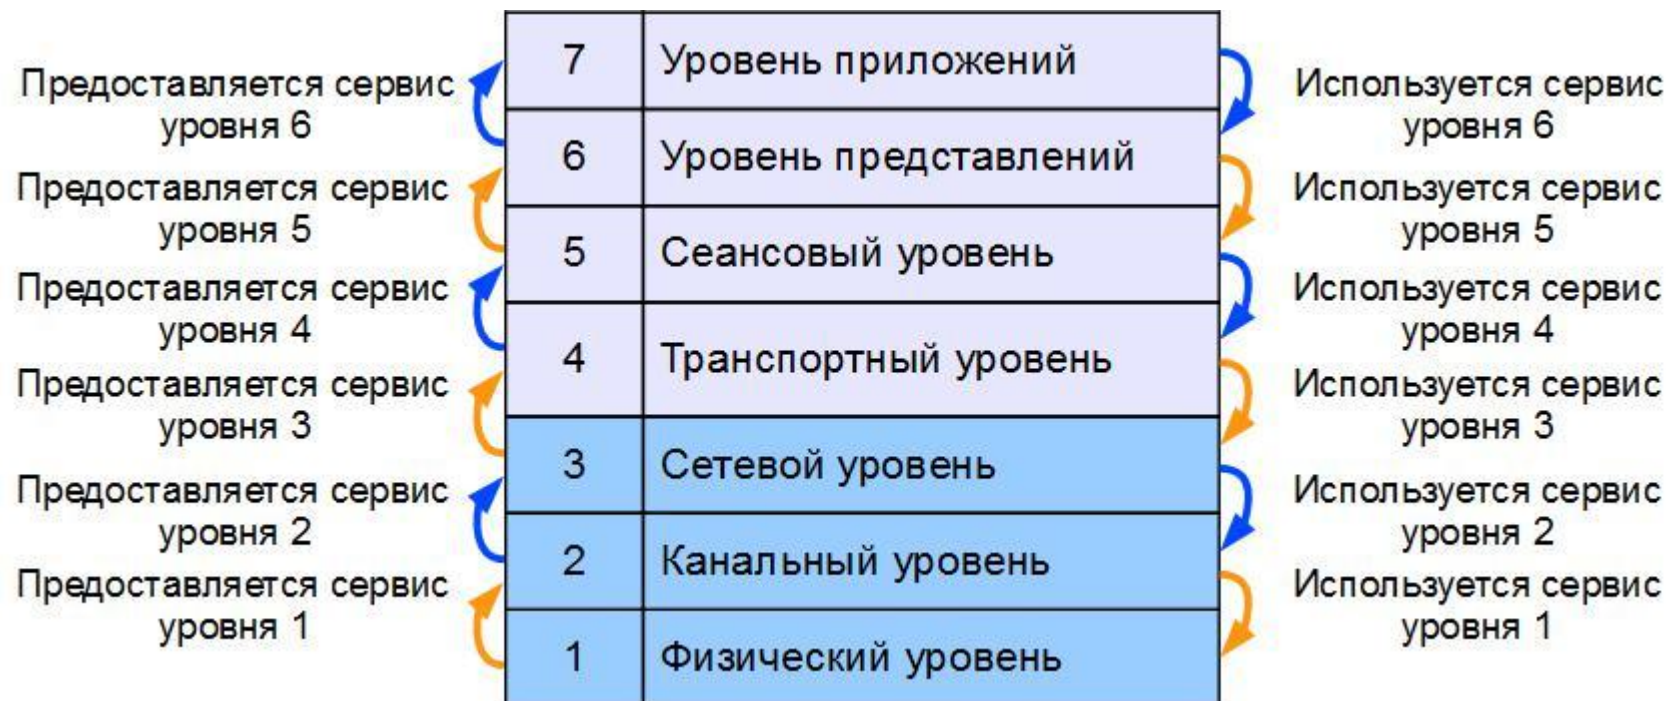 7 Уровень приложений
Предоставляется сервис
уровня 6
Используется сервис
уровня 6
6 Уровень представлений
Предоставляется сервис
уровня 5
Используется сервис
уровня 5
5 Сеансовый уровень
Предоставляется сервис
уровня 4
Используется сервис
уровня 4
4 Транспортный уровень
Предоставляется сервис
уровня 3
Используется сервис
уровня 3
3 Сетевой уровень
Предоставляется сервис
уровня 2
Используется сервис
уровня 2
2 Канальный уровень
Предоставляется сервис
уровня 1
Используется сервис
уровня 1
1 Физический уровень